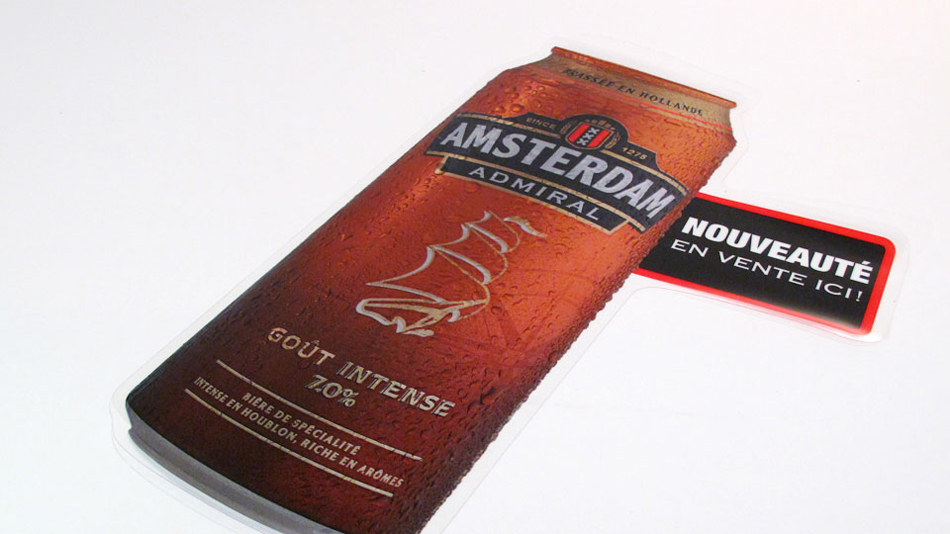 BRASSÉE EN HOLLANDE
SINCE 1275
XXX
AMSTERDAM
ADMIRAL
NOUVEAUTÉ
EN VENTE ICI!
GOÛT INTENSE
7.0%
BIÈRE DE SPÉCIALITÉ
INTENSE EN HOUBLON, RICHE EN ARÔMES